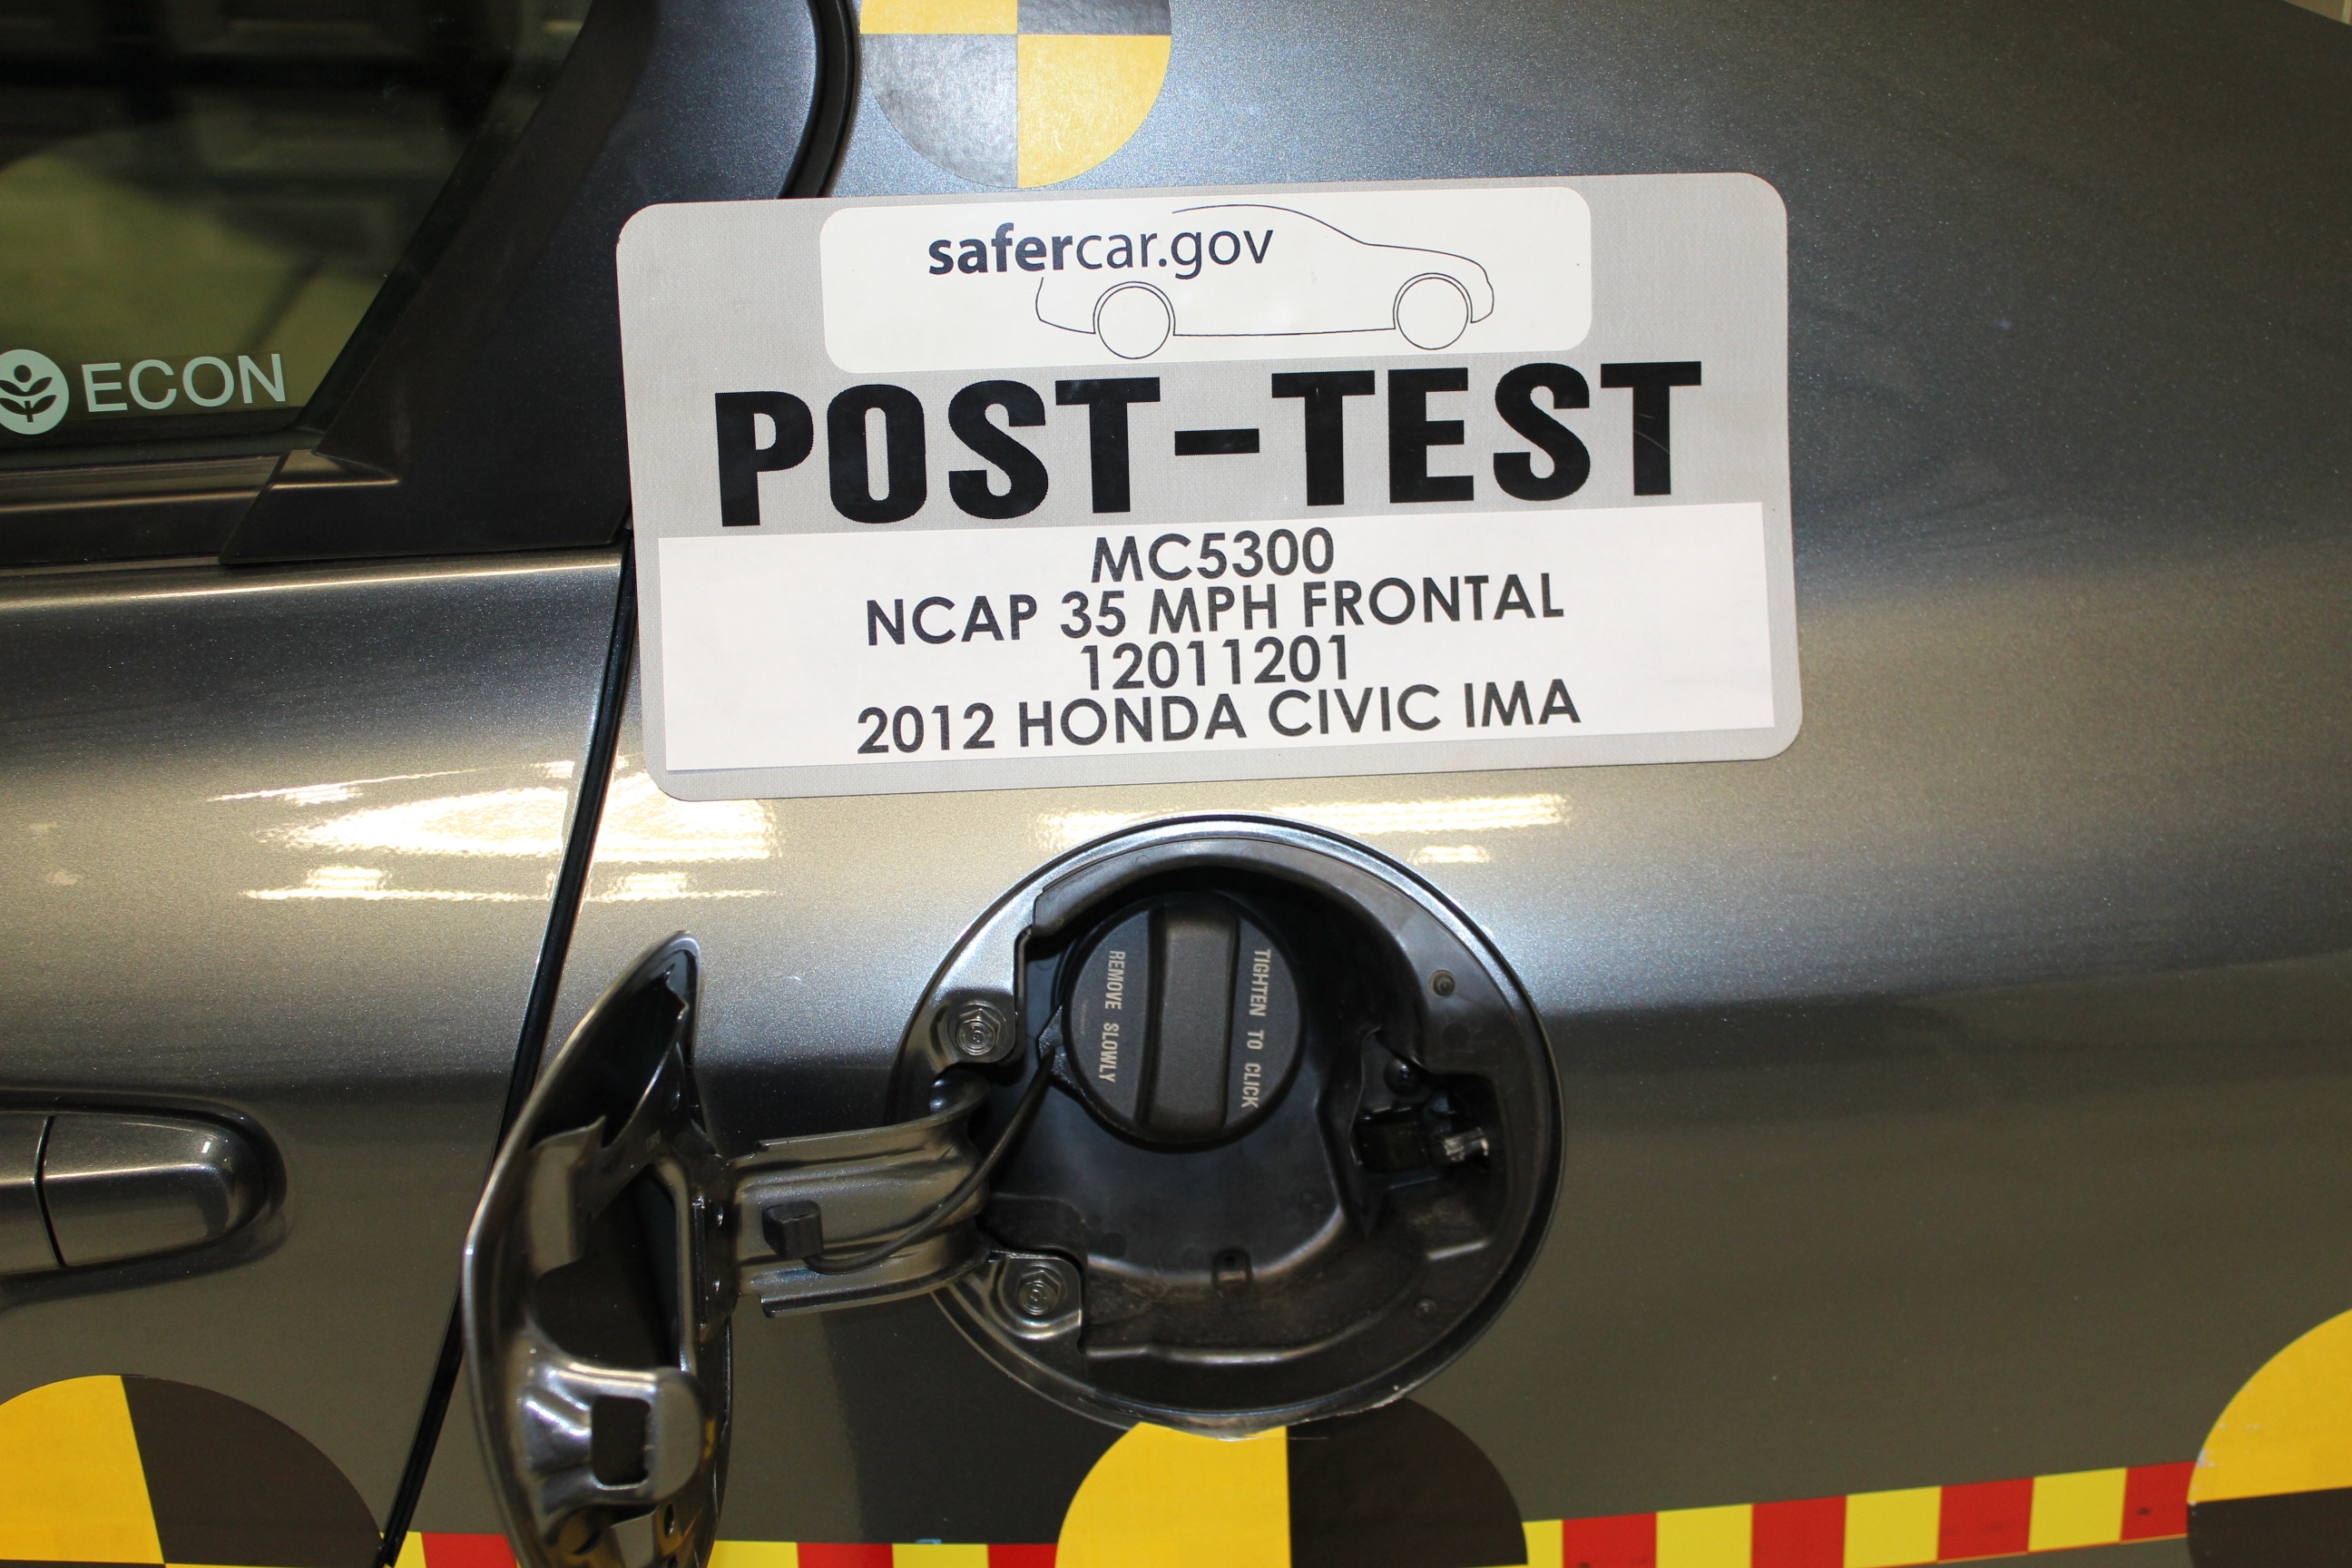 safercar.gov
POST-TEST
MC5300
NCAP 35 MPH FRONTAL
12011201
2012 HONDA CIVIC IMA
ECON
TIGHTEN TO CLICK
REMOVE SLOWLY